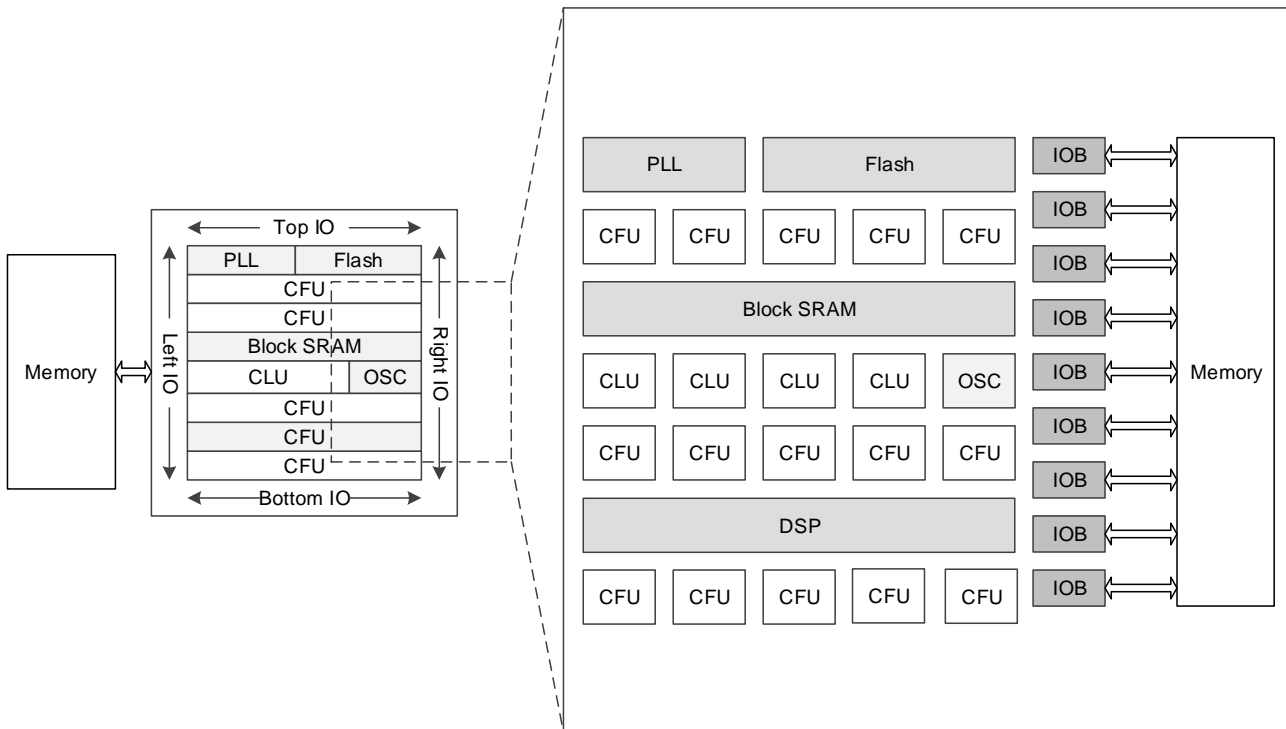 Memory
Top IO
Left IO
Right IO
PLL Flash
CFU
CFU
Block SRAM
CLU OSC
CFU
CFU
CFU
Bottom IO
PLL Flash IOB
CFU CFU CFU CFU CFU IOB
IOB
Block SRAM IOB
CLU CLU CLU CLU OSC IOB
Memory
CFU CFU CFU CFU CFU IOB
IOB
DSP IOB
CFU CFU CFU CFU CFU IOB